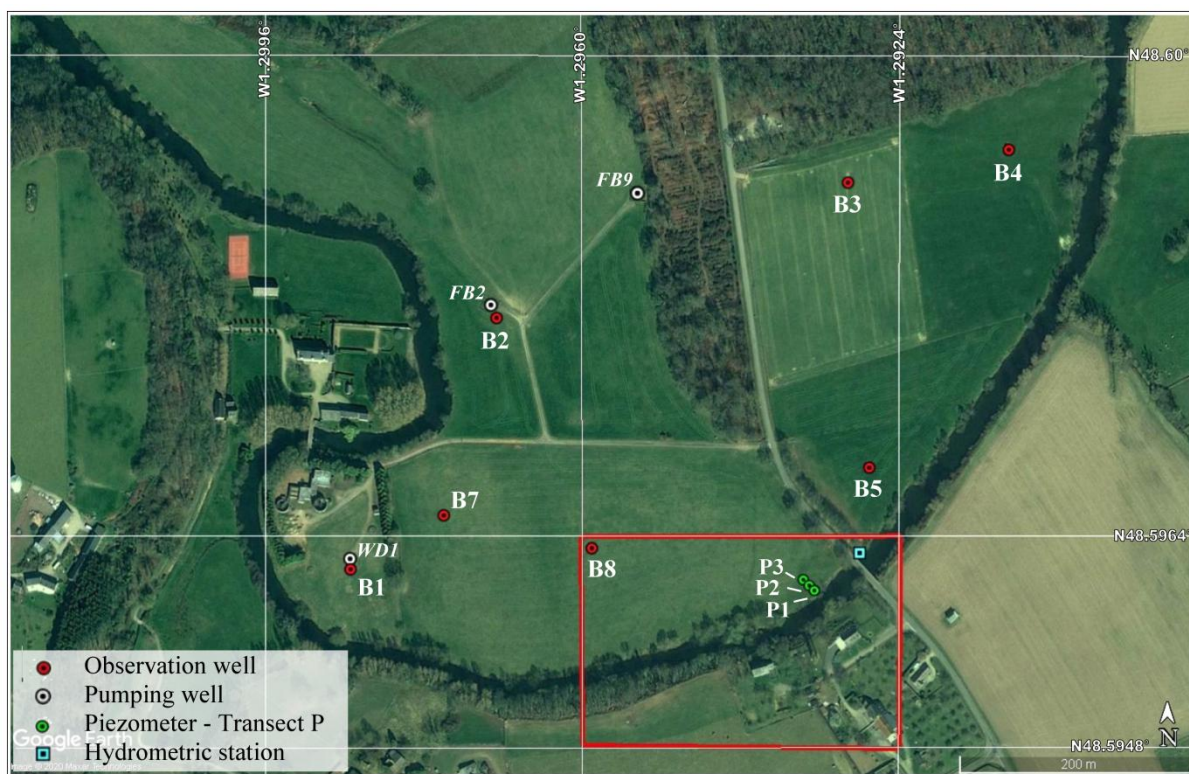 W1.2996°
W1.2960°
W1.2924°
N48.60°
B4
FB9
B3
FB2
B2
B5
B7
N48.5964
WD1
B8
P3
B1
P2
P1
Observation well
Pumping well
Piezometer - Transect P
Google Earth
Hydrometric station
N48.5948
N
200 m